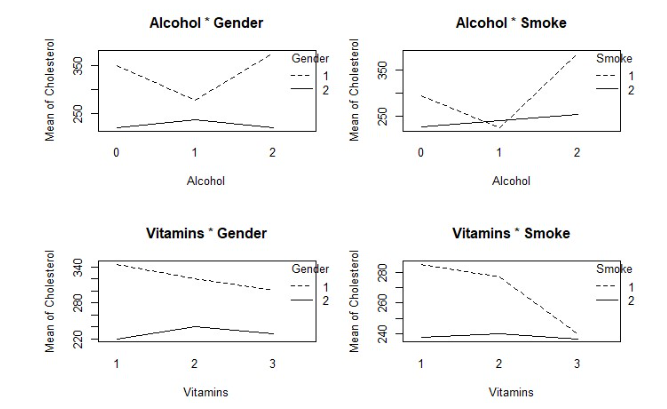 Alcohol * Gender
Mean of Cholesterol
250
350
0
1
2
Alcohol
Gender
1
2
Alcohol * Smoke
Mean of Cholesterol
250
350
0
1
2
Alcohol
Smoke
1
2
Vitamins * Gender
Mean of Cholesterol
220
280
340
1
2
3
Vitamins
Gender
1
2
Vitamins * Smoke
Mean of Cholesterol
240
260
280
1
2
3
Vitamins
Smoke
1
2